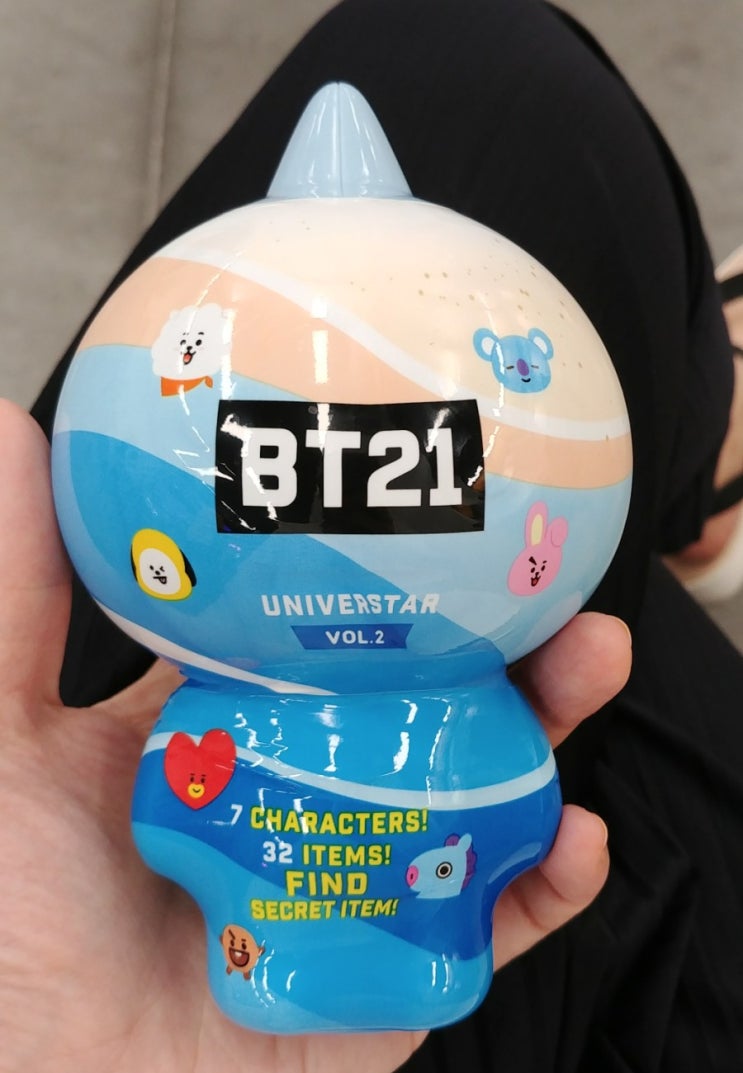 BT21
UNIVERSTAR
VOL.2
7 CHARACTERS!
32 ITEMS!
FIND
SECRET ITEM!